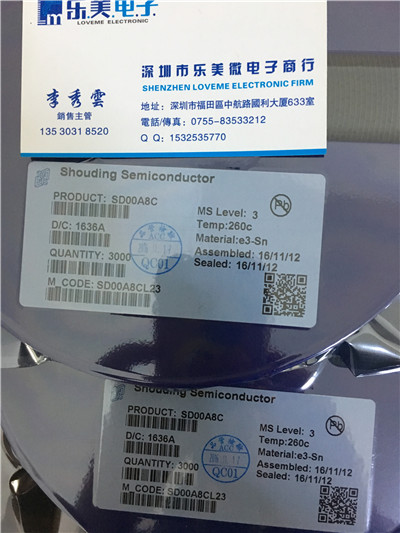 乐美电子
LOVEME ELECTRONIC
深圳市乐美微电子商行
SHENZHEN LOVEME ELECTRONIC FIRM
李秀雲
銷售主管
13530318520
地址：深圳市福田區中航路國利大厦633室
電話/傳真：0755-83533212
Q Q：1532535770
Shouding Semiconductor
PRODUCT: SD00A8C
D/C: 1636A
QUANTITY: 3000
M_CODE: SD00A8CL23
MS Level: 3
Temp:260c
Material:e3-Sn
Assembled: 16/11/12
Sealed: 16/11/12
Pb
ACC
QC01
Shouding Semiconductor
PRODUCT: SD00A8C
D/C: 1636A
QUANTITY: 3000
M_CODE: SD00A8CL23
MS Level: 3
Temp:260c
Material:e3-Sn
Assembled: 16/11/12
Sealed: 16/11/12
Pb
ACC
QC01